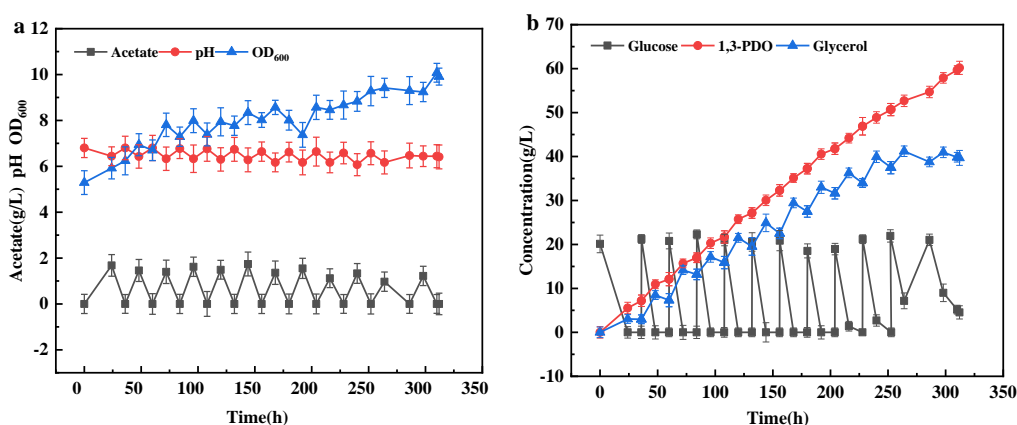 a
Acetate pH OD600
12
10
8
6
4
2
0
-2
Acetate(g/L) pH OD600
0 50 100 150 200 250 300 350
Time(h)
b
Glucose 1,3-PDO Glycerol
70
60
50
40
30
20
10
0
-10
Concentration(g/L)
0 50 100 150 200 250 300 350
Time(h)